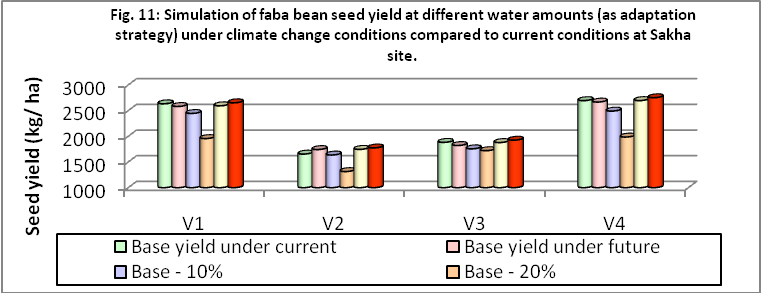 Fig. 11: Simulation of faba bean seed yield at different water amounts (as adaptation
strategy) under climate change conditions compared to current conditions at Sakha
site.
Seed yield (kg/ ha)
3000
2500
2000
1500
1000
V1 V2 V3 V4
Base yield under current Base yield under future
Base - 10% Base - 20%